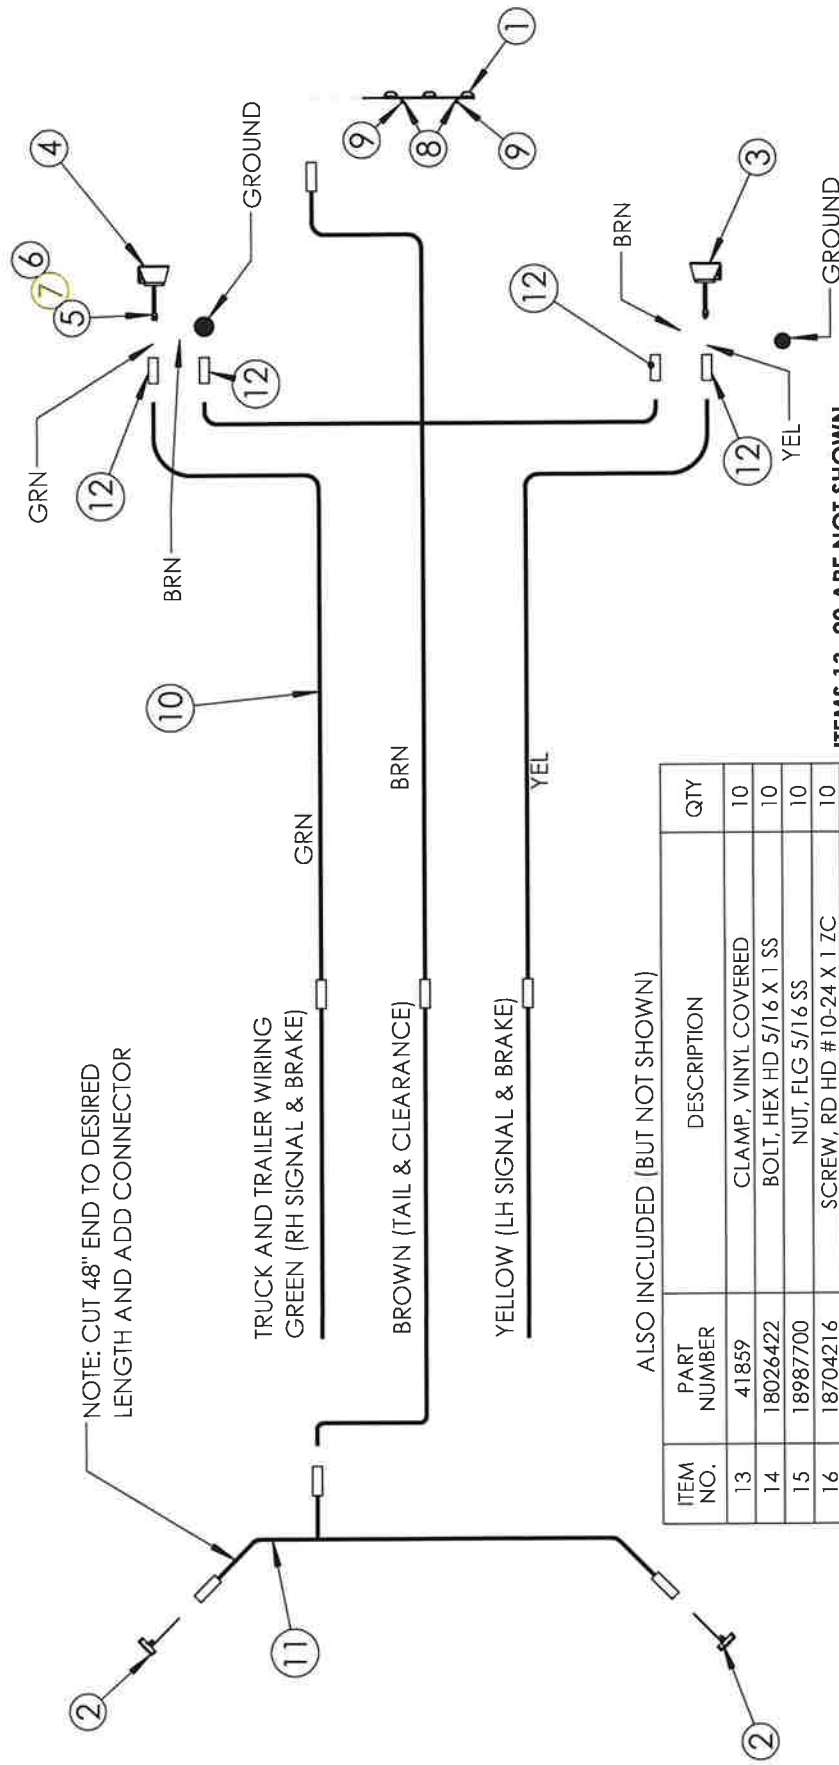 NOTE: CUT 48" END TO DESIRED
LENGTH AND ADD CONNECTOR
2
11
2
TRUCK AND TRAILER WIRING
GREEN (RH SIGNAL & BRAKE)
BROWN (TAIL & CLEARANCE)
YELLOW (LH SIGNAL & BRAKE)
GRN
BRN
YEL
10
GRN
12
BRN
12
5
7
6
4
GROUND
9
8
9
1
12
BRN
12
YEL
3
GROUND
ALSO INCLUDED (BUT NOT SHOWN)
ITEM NO. PART NUMBER DESCRIPTION QTY
13 41859 CLAMP, VINYL COVERED 10
14 18026422 BOLT, HEX HD 5/16 X 1 SS 10
15 18987700 NUT, FLG 5/16 SS 10
16 18704216 SCREW, RD HD #10-24 X 1 ZC 10
ARE NOT SHOWN